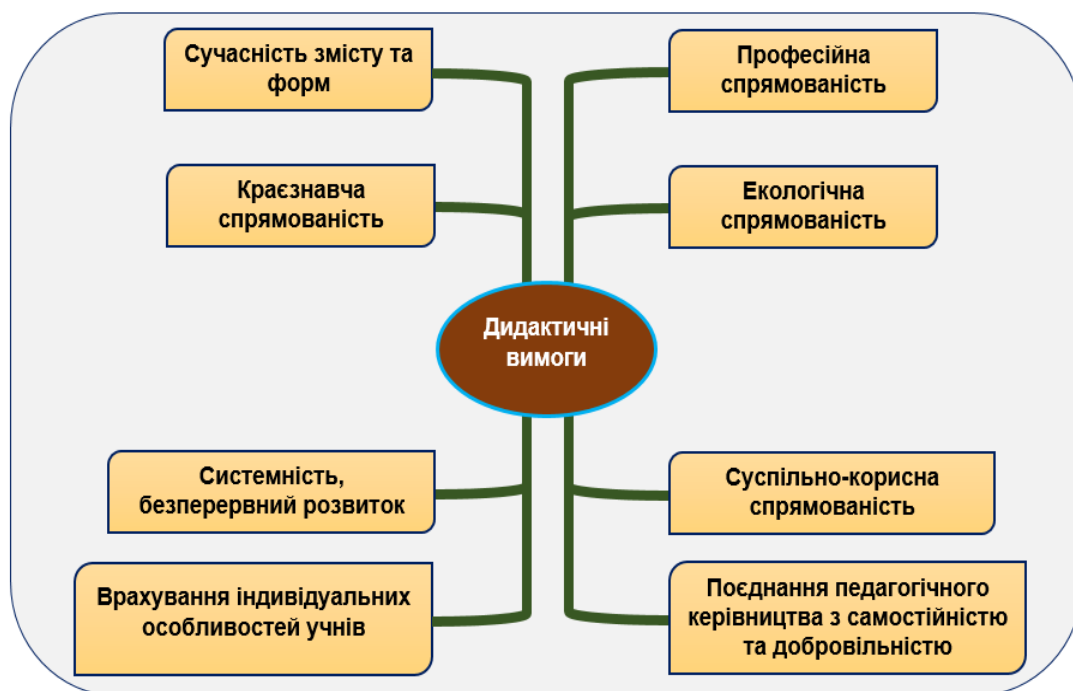 Сучасність змісту та
форм
Професійна
спрямованість
Краєзнавча
спрямованість
Екологічна
спрямованість
Дидактичні
вимоги
Системність,
безперервний розвиток
Суспільно-корисна
спрямованість
Врахування індивідуальних
особливостей учнів
Поєднання педагогічного
керівництва з самостійністю
та добровільністю